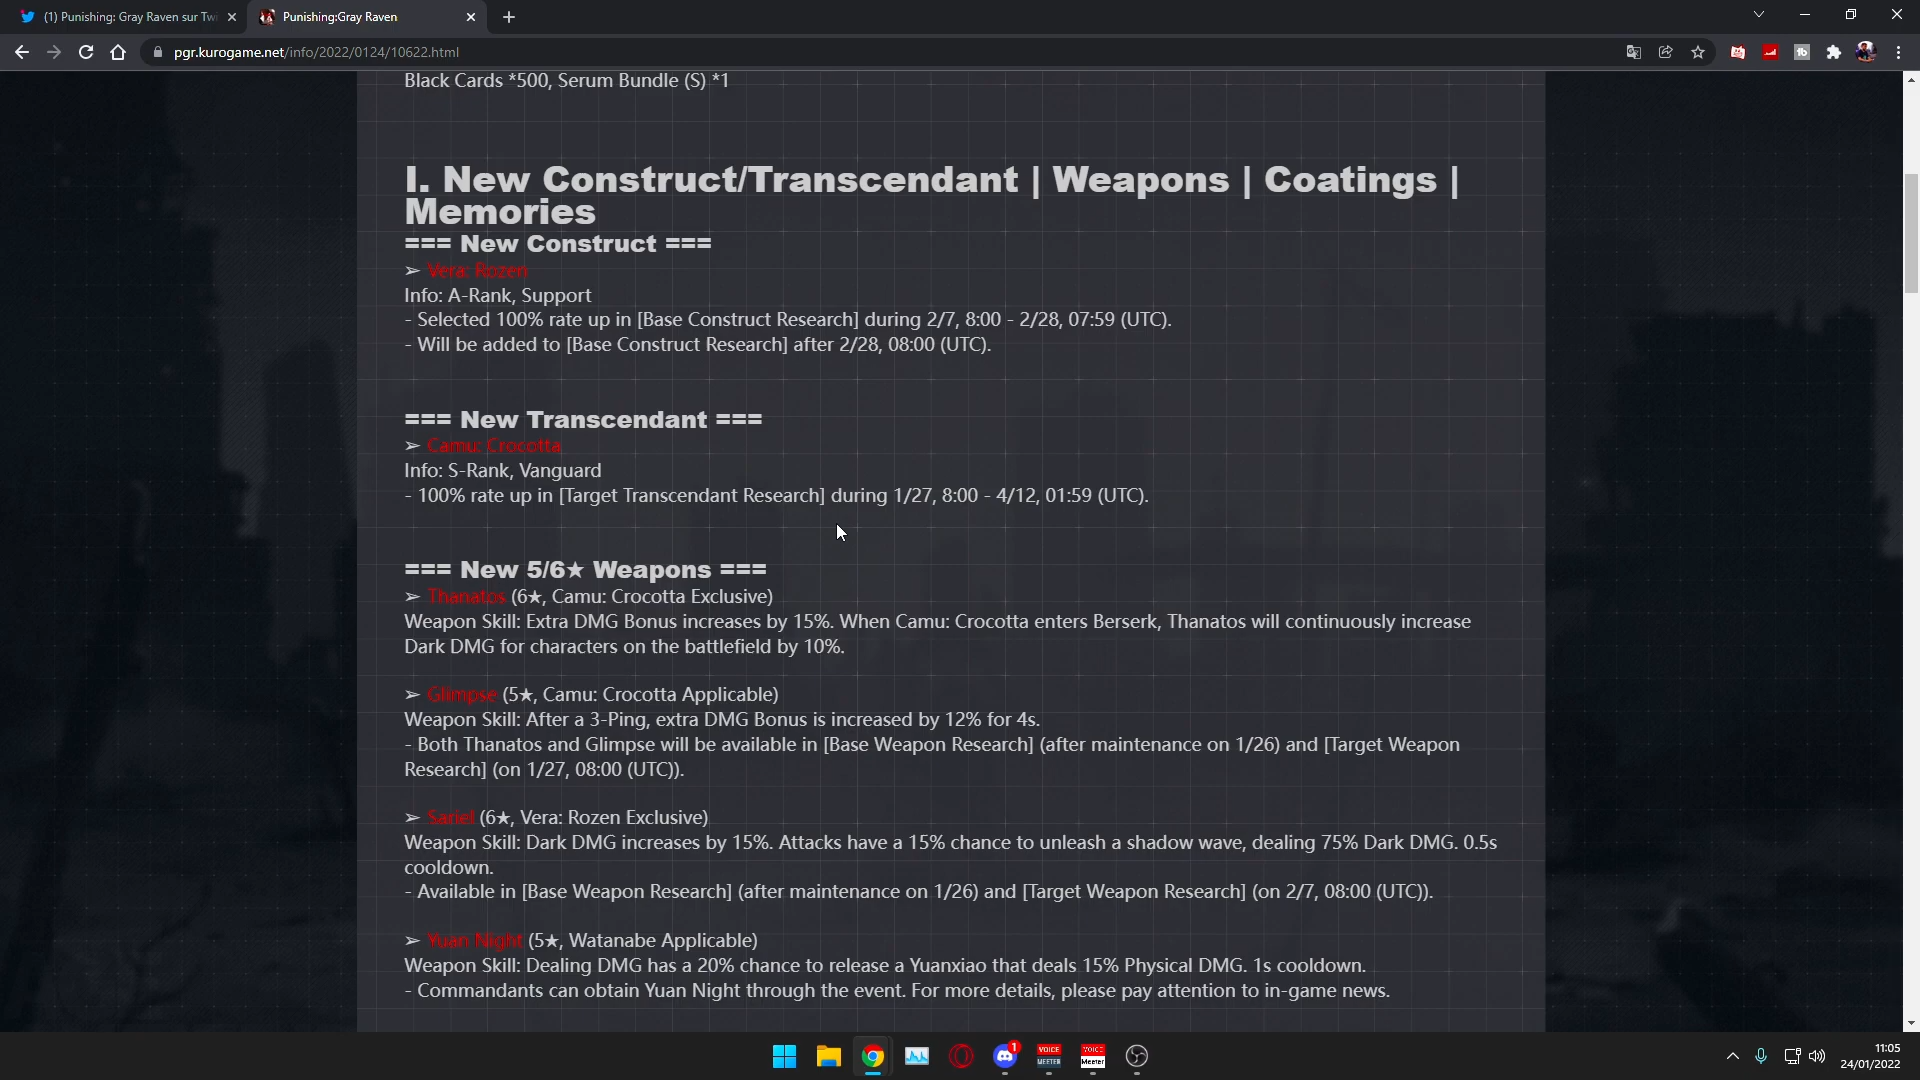 (1) Punishing: Gray Raven sur Twi
Punishing:Gray Raven
pgr.kurogame.net/info/2022/0124/10622.html
Black Cards *500, Serum Bundle (S) *1
I. New Construct/Transcendant | Weapons | Coatings |
Memories
=== New Construct ===
➢ Vera: Rozen
Info: A-Rank, Support
- Selected 100% rate up in [Base Construct Research] during 2/7, 8:00 - 2/28, 07:59 (UTC).
- Will be added to [Base Construct Research] after 2/28, 08:00 (UTC).
=== New Transcendant ===
➢ Camu: Crocotta
Info: S-Rank, Vanguard
- 100% rate up in [Target Transcendant Research] during 1/27, 8:00 - 4/12, 01:59 (UTC).
=== New 5/6★ Weapons ===
➢ Thanatos (6★, Camu: Crocotta Exclusive)
Weapon Skill: Extra DMG Bonus increases by 15%. When Camu: Crocotta enters Berserk, Thanatos will continuously increase
Dark DMG for characters on the battlefield by 10%.
➢ Glimpse (5★, Camu: Crocotta Applicable)
Weapon Skill: After a 3-Ping, extra DMG Bonus is increased by 12% for 4s.
- Both Thanatos and Glimpse will be available in [Base Weapon Research] (after maintenance on 1/26) and [Target Weapon
Research] (on 1/27, 08:00 (UTC)).
➢ Sariel (6★, Vera: Rozen Exclusive)
Weapon Skill: Dark DMG increases by 15%. Attacks have a 15% chance to unleash a shadow wave, dealing 75% Dark DMG. 0.5s
cooldown.
- Available in [Base Weapon Research] (after maintenance on 1/26) and [Target Weapon Research] (on 2/7, 08:00 (UTC)).
➢ Yuan Night (5★, Watanabe Applicable)
Weapon Skill: Dealing DMG has a 20% chance to release a Yuanxiao that deals 15% Physical DMG. 1s cooldown.
- Commandants can obtain Yuan Night through the event. For more details, please pay attention to in-game news.
1
VOICE
MEETER
VOICE
Meeter
11:05
24/01/2022